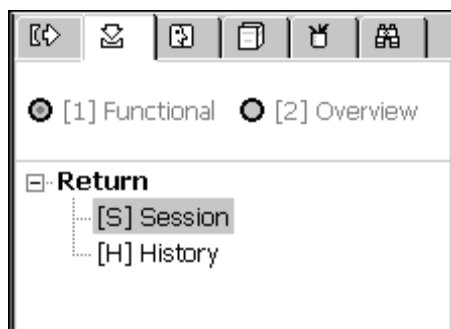 [1] Functional [2] Overview
Return
[S] Session
[H] History